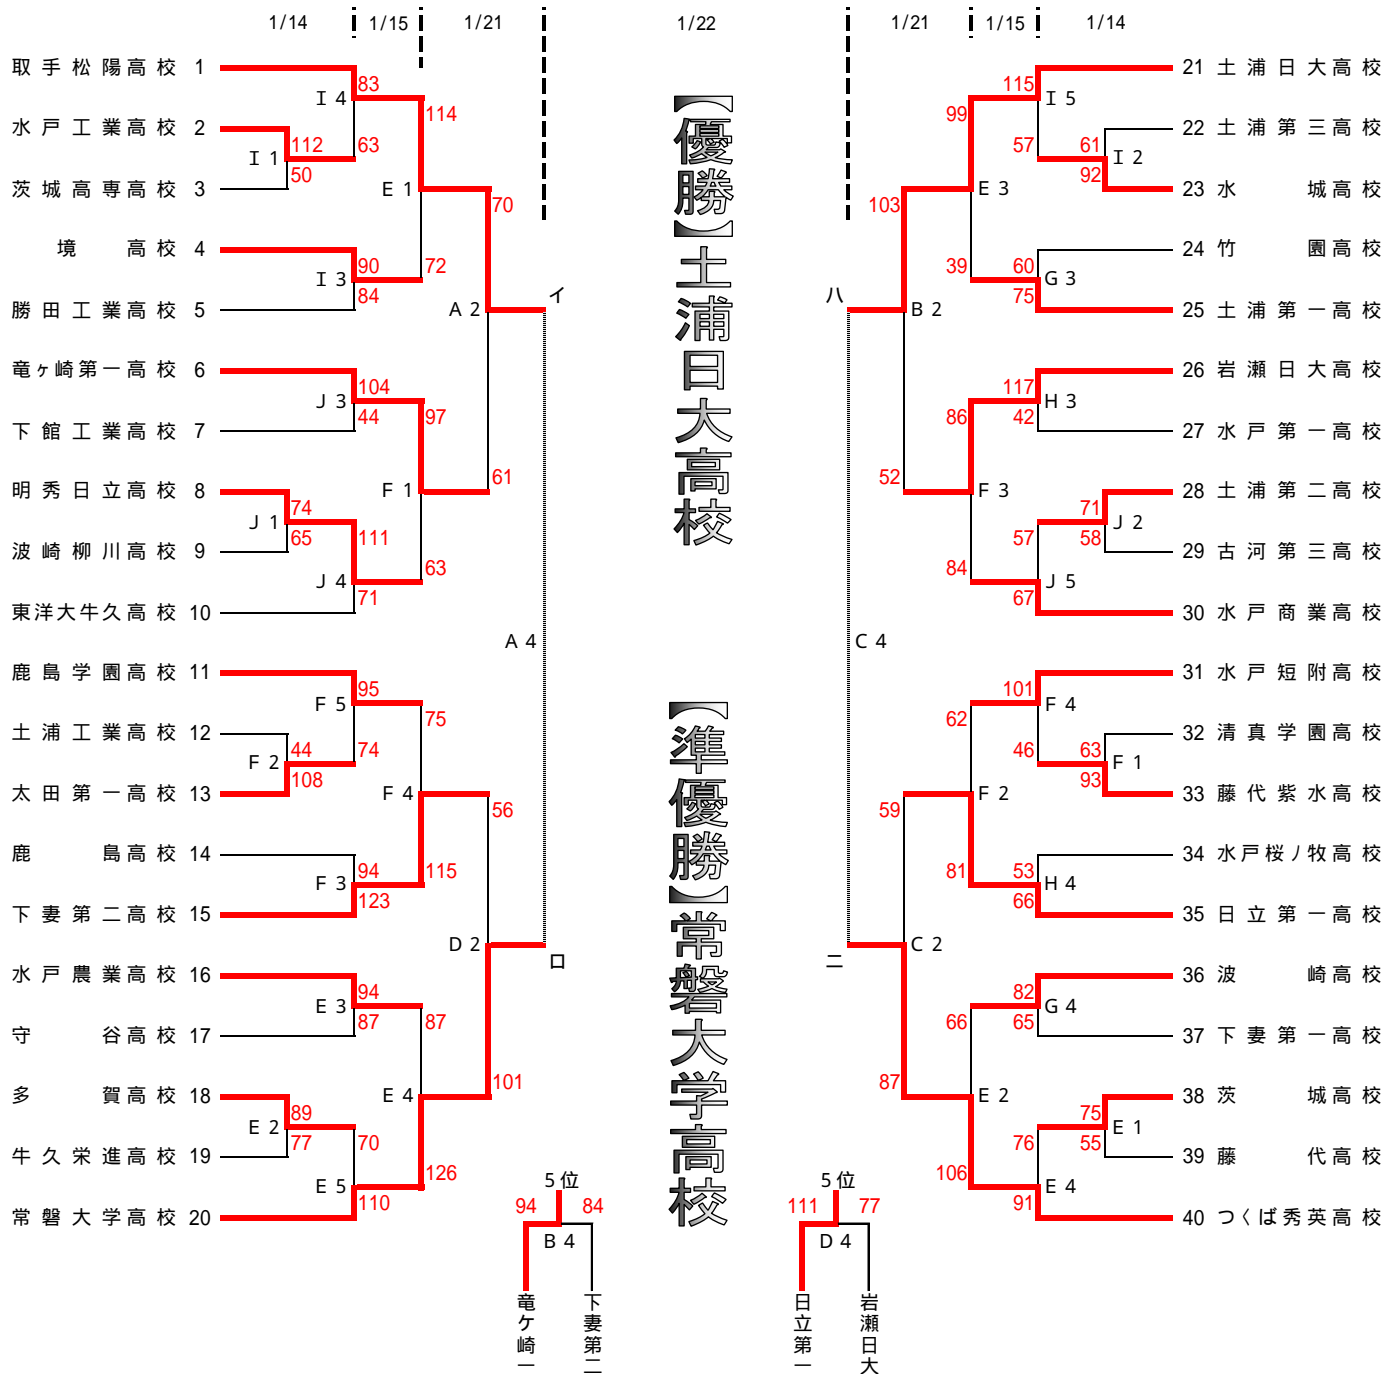 1/14 1/15 1/21 1/22 1/21 1/15 1/14
取手松陽高校 1
水戸工業高校 2
茨城高専高校 3
境 高校 4
勝田工業高校 5
竜ヶ崎第一高校 6
下館工業高校 7
明秀日立高校 8
波崎柳川高校 9
東洋大牛久高校 10
鹿島学園高校 11
土浦工業高校 12
太田第一高校 13
鹿 島高校 14
下妻第二高校 15
水戸農業高校 16
守 谷高校 17
多 賀高校 18
牛久栄進高校 19
常磐大学高校 20
I 4 83 63
I 1 112 50
I 3 90 84
J 3 104 44
J 1 74 65
J 4 111 71
F 5 95 74
F 2 44 108
F 3 94 123
E 3 94 87
E 2 89 77
E 5 70 110
E 1 114 72
F 1 97 63
F 4 75 115
E 4 87 126
A 2 70 61
D 2 56 101
イ
A 4
ロ
【優勝】土浦日大高校
【準優勝】常磐大学高校
ハ
C 4
ニ
B 2 103 52
C 2 59 87
E 3 99 39
F 3 86 84
F 2 62 81
E 2 66 106
I 5 115 57
I 2 61 92
G 3 60 75
H 3 117 42
J 2 71 58
J 5 57 67
F 4 101 46
F 1 63 93
H 4 53 66
G 4 82 65
E 1 75 55
E 4 76 91
21 土浦日大高校
22 土浦第三高校
23 水 城高校
24 竹 園高校
25 土浦第一高校
26 岩瀬日大高校
27 水戸第一高校
28 土浦第二高校
29 古河第三高校
30 水戸商業高校
31 水戸短附高校
32 清真学園高校
33 藤代紫水高校
34 水戸桜ノ牧高校
35 日立第一高校
36 波 崎高校
37 下妻第一高校
38 茨 城高校
39 藤 代高校
40 つくば秀英高校
5位
94 84
B 4
竜ケ崎一
下妻第二
5位
111 77
D 4
日立第一
岩瀬日大